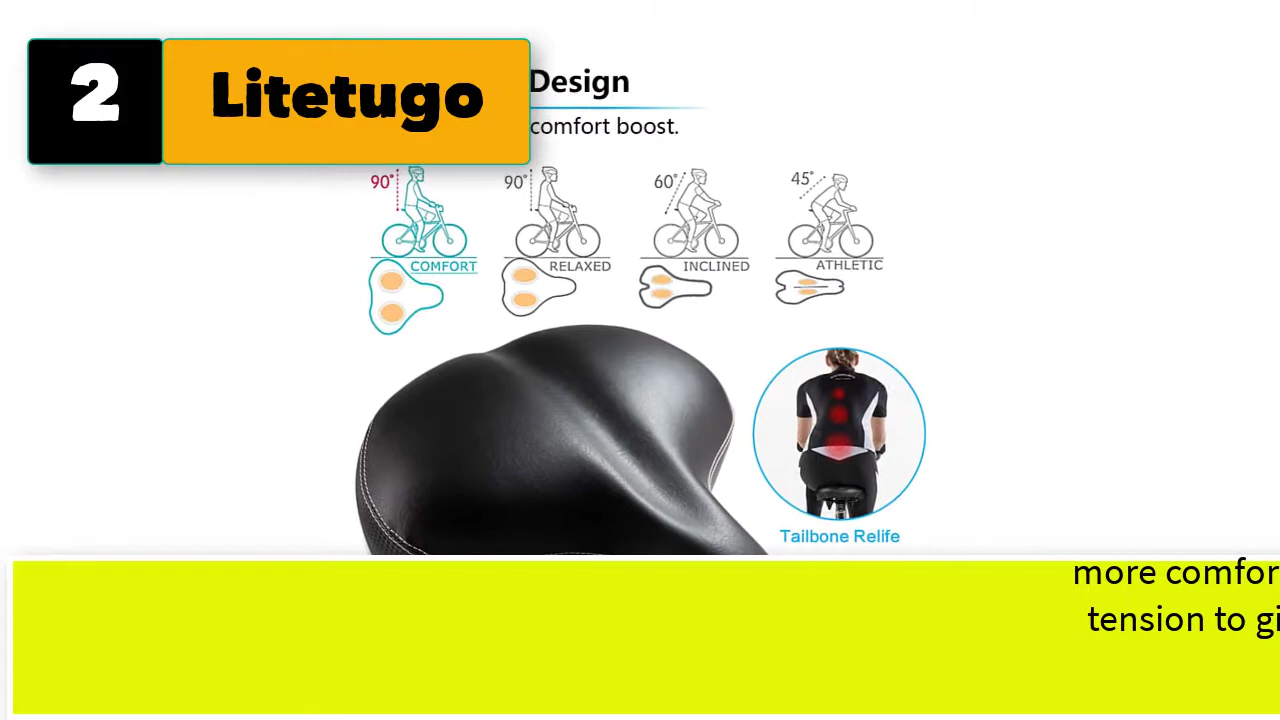 2 Litetugo
Design
comfort boost.
90° 90° 60° 45°
COMFORT RELAXED INCLINED ATHLETIC
Tailbone Relife
more comfor
tension to gi